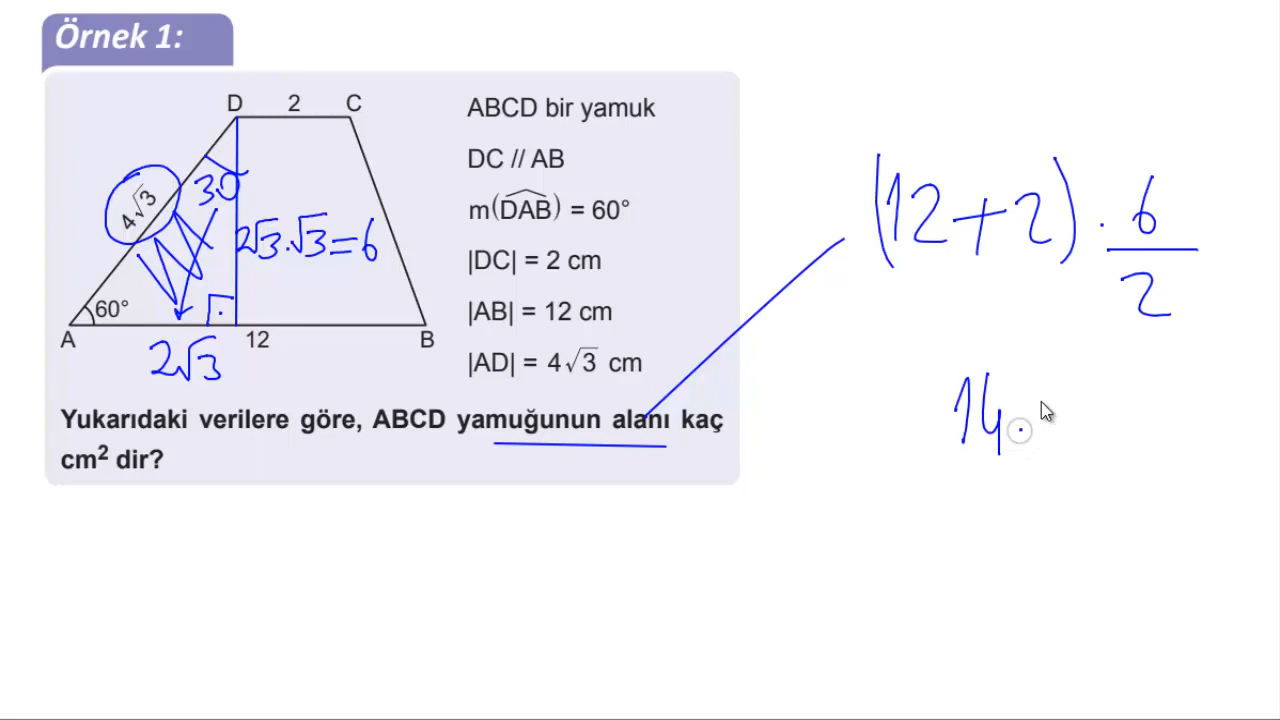 Örnek 1:
D 2 C
4√3
30
2√3.√3=6
60°
A 12 B
2√3
ABCD bir yamuk
DC // AB
m(DAB) = 60°
|DC| = 2 cm
|AB| = 12 cm
|AD| = 4√3 cm
Yukarıdaki verilere göre, ABCD yamuğunun alanı kaç
cm² dir?
(12+2) . 6
2
14.